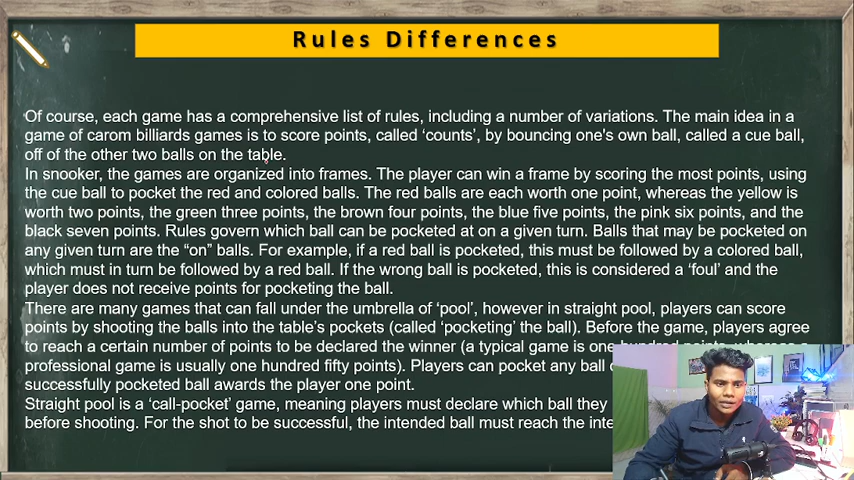 Rules Differences
Of course, each game has a comprehensive list of rules, including a number of variations. The main idea in a
game of carom billiards games is to score points, called ‘counts’, by bouncing one's own ball, called a cue ball,
off of the other two balls on the table.
In snooker, the games are organized into frames. The player can win a frame by scoring the most points, using
the cue ball to pocket the red and colored balls. The red balls are each worth one point, whereas the yellow is
worth two points, the green three points, the brown four points, the blue five points, the pink six points, and the
black seven points. Rules govern which ball can be pocketed at on a given turn. Balls that may be pocketed on
any given turn are the “on” balls. For example, if a red ball is pocketed, this must be followed by a colored ball,
which must in turn be followed by a red ball. If the wrong ball is pocketed, this is considered a ‘foul’ and the
player does not receive points for pocketing the ball.
There are many games that can fall under the umbrella of ‘pool’, however in straight pool, players can score
points by shooting the balls into the table’s pockets (called ‘pocketing’ the ball). Before the game, players agree
to reach a certain number of points to be declared the winner (a typical game is one hundred points, whereas a
professional game is usually one hundred fifty points). Players can pocket any ball
successfully pocketed ball awards the player one point.
Straight pool is a ‘call-pocket’ game, meaning players must declare which ball they
before shooting. For the shot to be successful, the intended ball must reach the